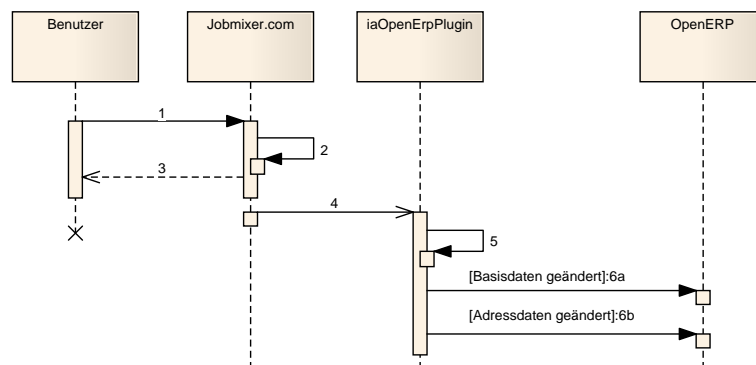 Benutzer
Jobmixer.com
iaOpenErpPlugin
OpenERP
1
2
3
4
5
[Basisdaten geändert]:6a
[Adressdaten geändert]:6b